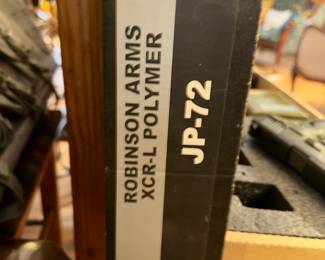 ROBINSON ARMS
XCR-L POLYMER
JP-72